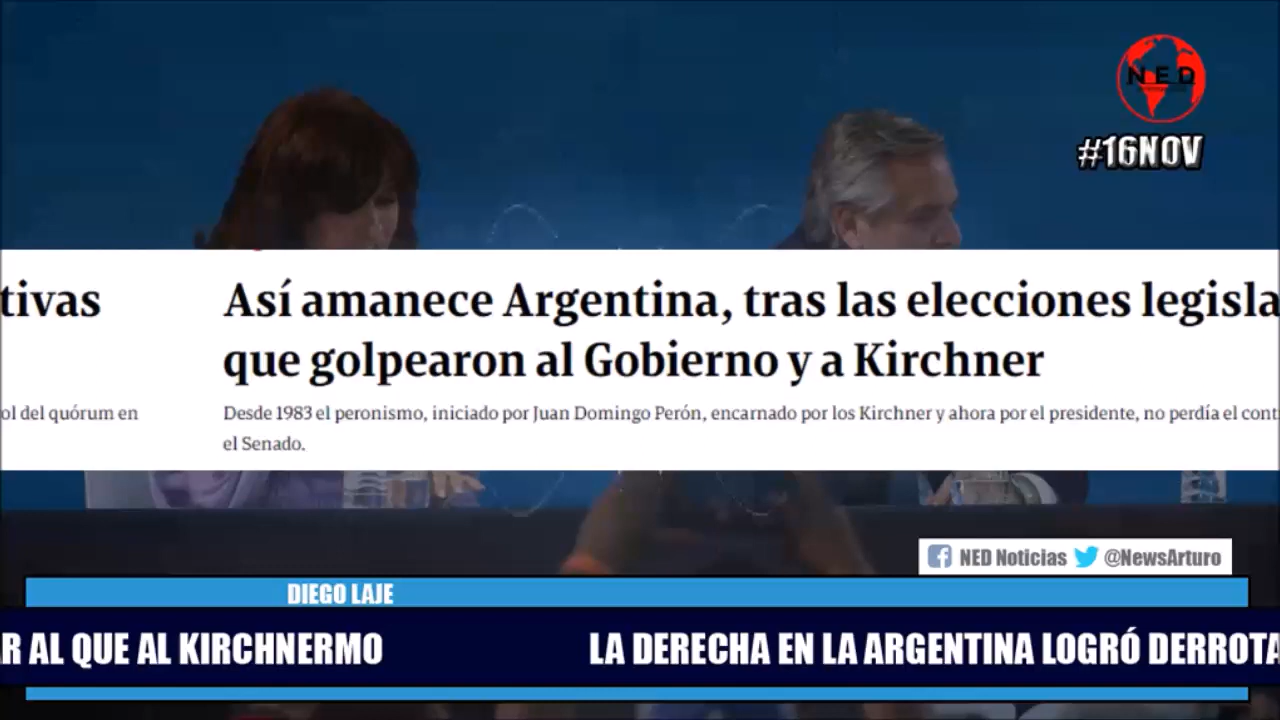 NED
#16NOV
tivas
Así amanece Argentina, tras las elecciones legisla
que golpearon al Gobierno y a Kirchner
ol del quórum en
Desde 1983 el peronismo, iniciado por Juan Domingo Perón, encarnado por los Kirchner y ahora por el presidente, no perdía el cont
el Senado.
NED Noticias @NewsArturo
DIEGO LAJE
R AL QUE AL KIRCHNERMO
LA DERECHA EN LA ARGENTINA LOGRÓ DERROTA